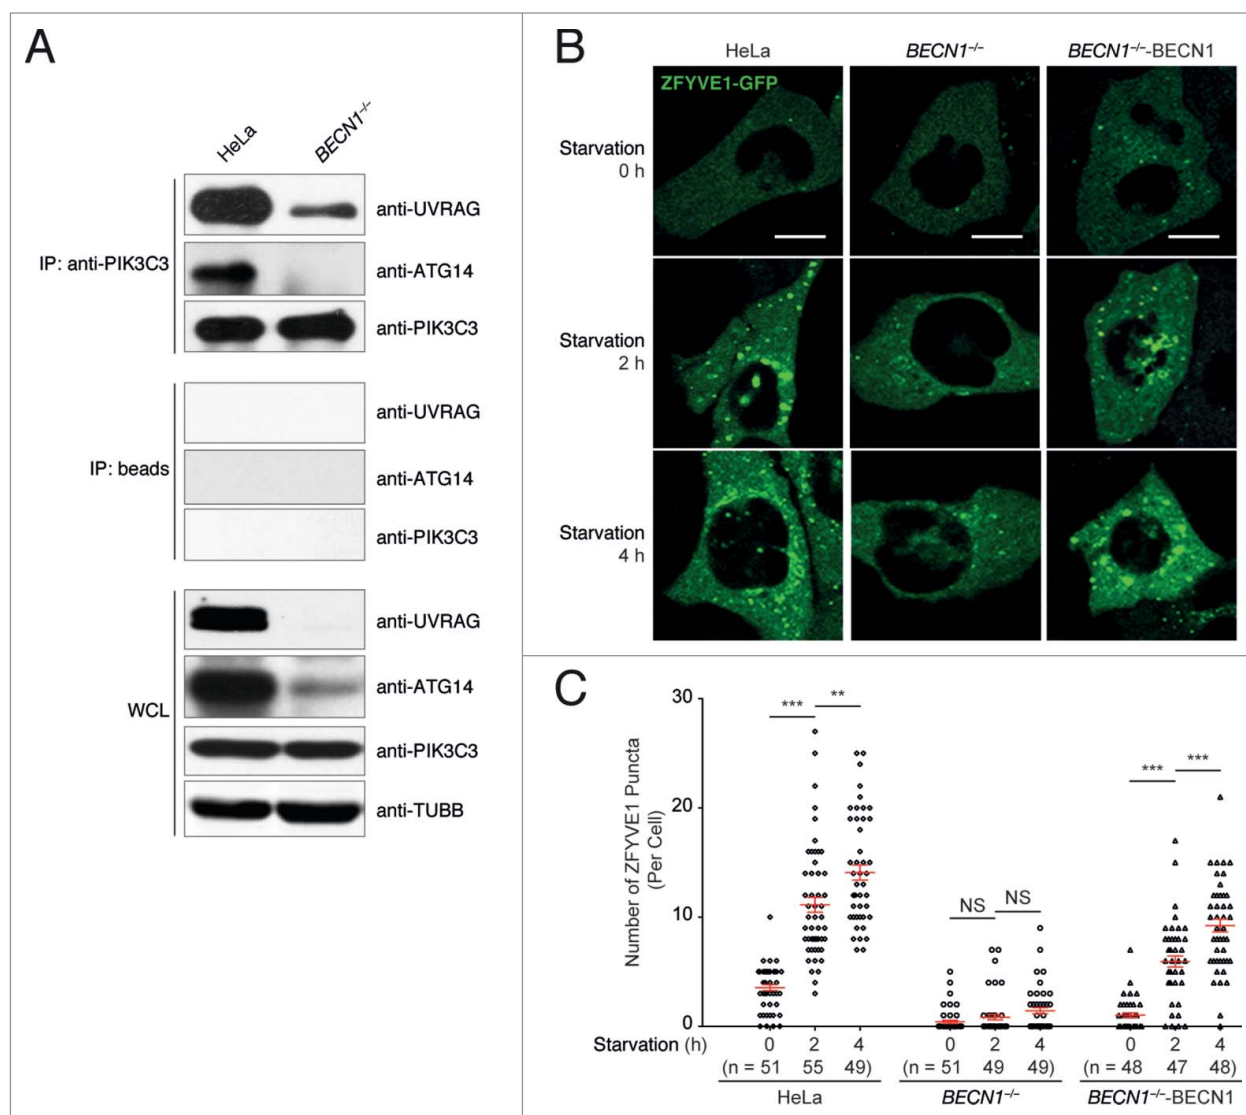 A
HeLa
BECN1⁻/⁻
IP: anti-PIK3C3
anti-UVRAG
anti-ATG14
anti-PIK3C3
IP: beads
anti-UVRAG
anti-ATG14
anti-PIK3C3
WCL
anti-UVRAG
anti-ATG14
anti-PIK3C3
anti-TUBB
B
HeLa BECN1⁻/⁻ BECN1⁻/⁻-BECN1
ZFYVE1-GFP
Starvation
0 h
Starvation
2 h
Starvation
4 h
C
Number of ZFYVE1 Puncta
(Per Cell)
30
20
10
0
*** **
NS NS
*** ***
Starvation (h) 0 2 4 0 2 4 0 2 4
(n = 51 55 49) (n = 51 49 49) (n = 48 47 48)
HeLa BECN1⁻/⁻ BECN1⁻/⁻-BECN1